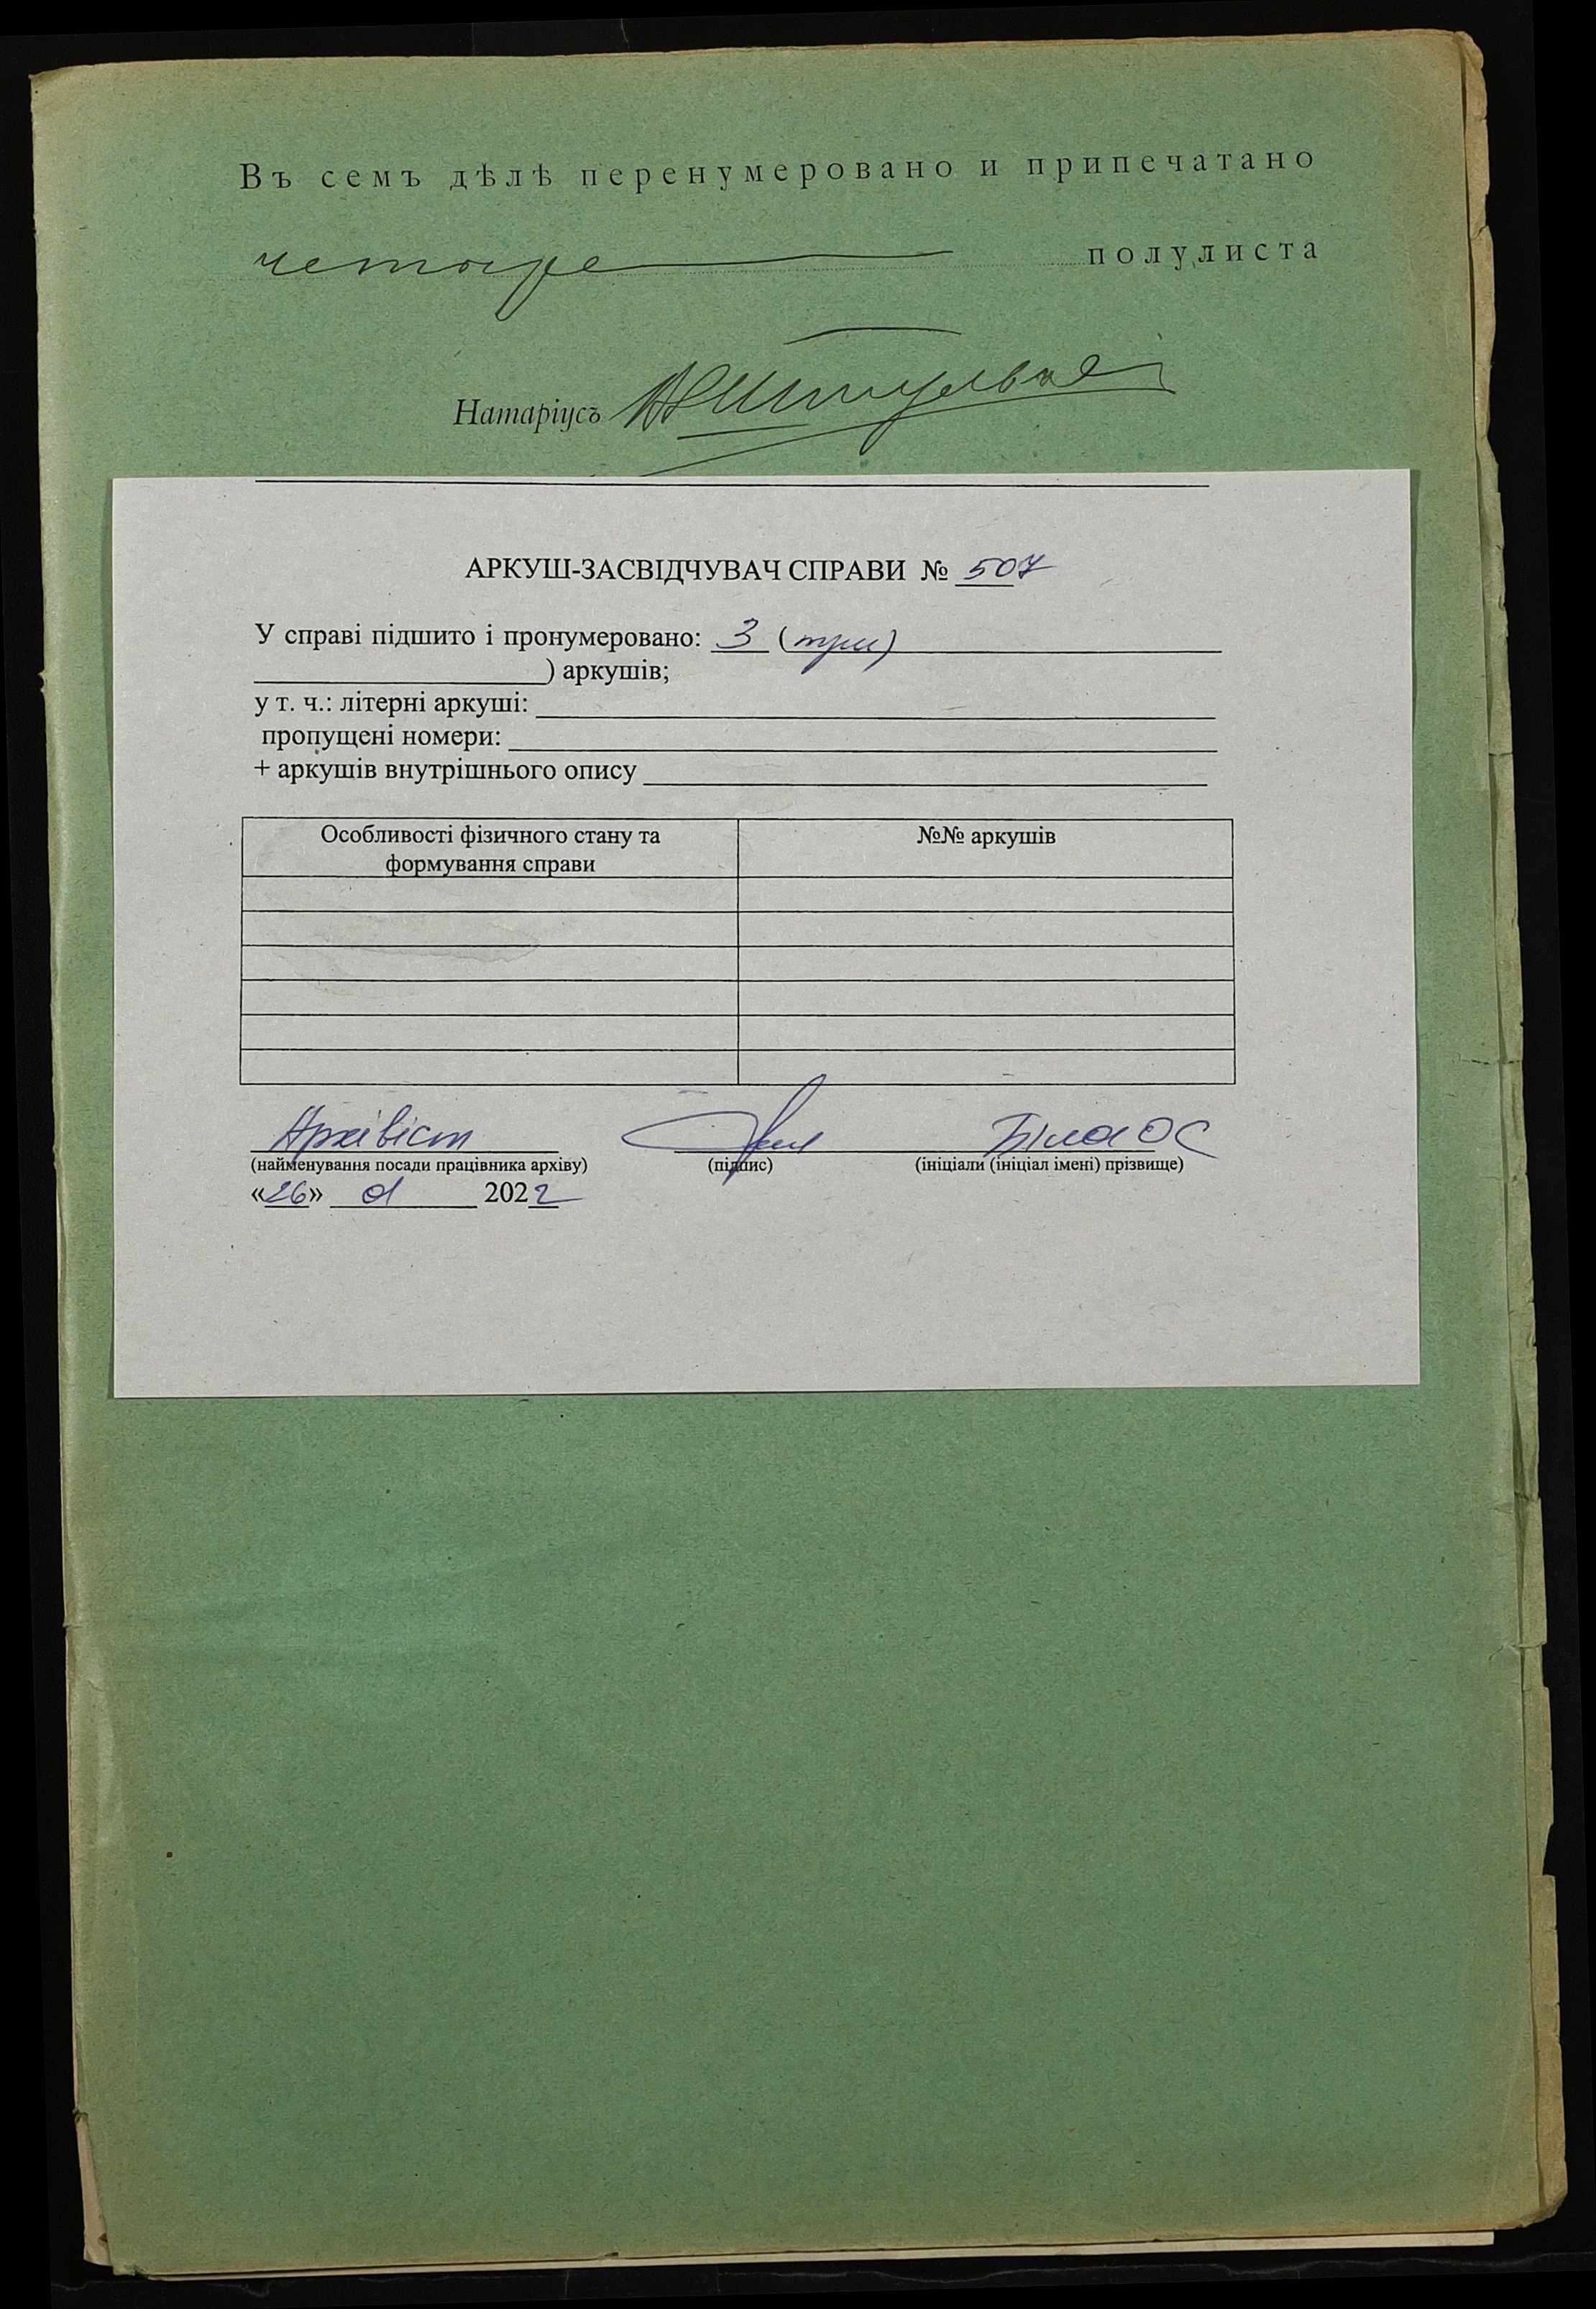 Въ семъ дѣлѣ перенумеровано и припечатано
четыре полулиста
Натаріусъ
АРКУШ-ЗАСВІДЧУВАЧ СПРАВИ № 507
У справі підшито і пронумеровано: 3 (три)
) аркушів;
у т. ч.: літерні аркуші:
пропущені номери:
+ аркушів внутрішнього опису
Особливості фізичного стану та
формування справи
№№ аркушів
Архівіст Біла ОС
(найменування посади працівника архіву) (підпис) (ініціали (ініціал імені) прізвище)
«26» 01 2022